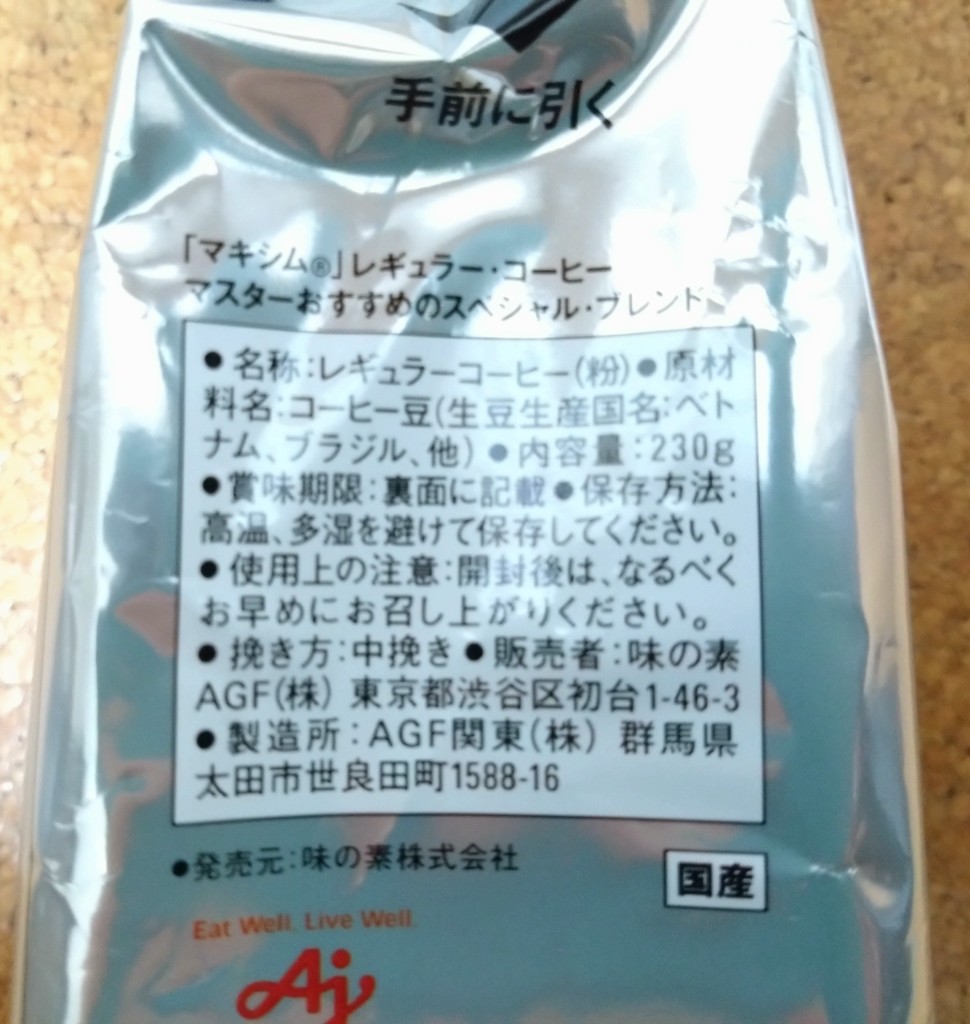 手前に引く
「マキシム®」レギュラー・コーヒー
マスターおすすめのスペシャル・ブレンド
●名称:レギュラーコーヒー(粉)●原材
料名:コーヒー豆(生豆生産国名:ベト
ナム、ブラジル、他)●内容量:230g
●賞味期限:裏面に記載●保存方法:
高温、多湿を避けて保存してください。
●使用上の注意:開封後は、なるべく
お早めにお召し上がりください。
●挽き方:中挽き●販売者:味の素
AGF(株) 東京都渋谷区初台1-46-3
●製造所:AGF関東(株) 群馬県
太田市世良田町1588-16
●発売元:味の素株式会社
国産
Eat Well, Live Well.
Aj